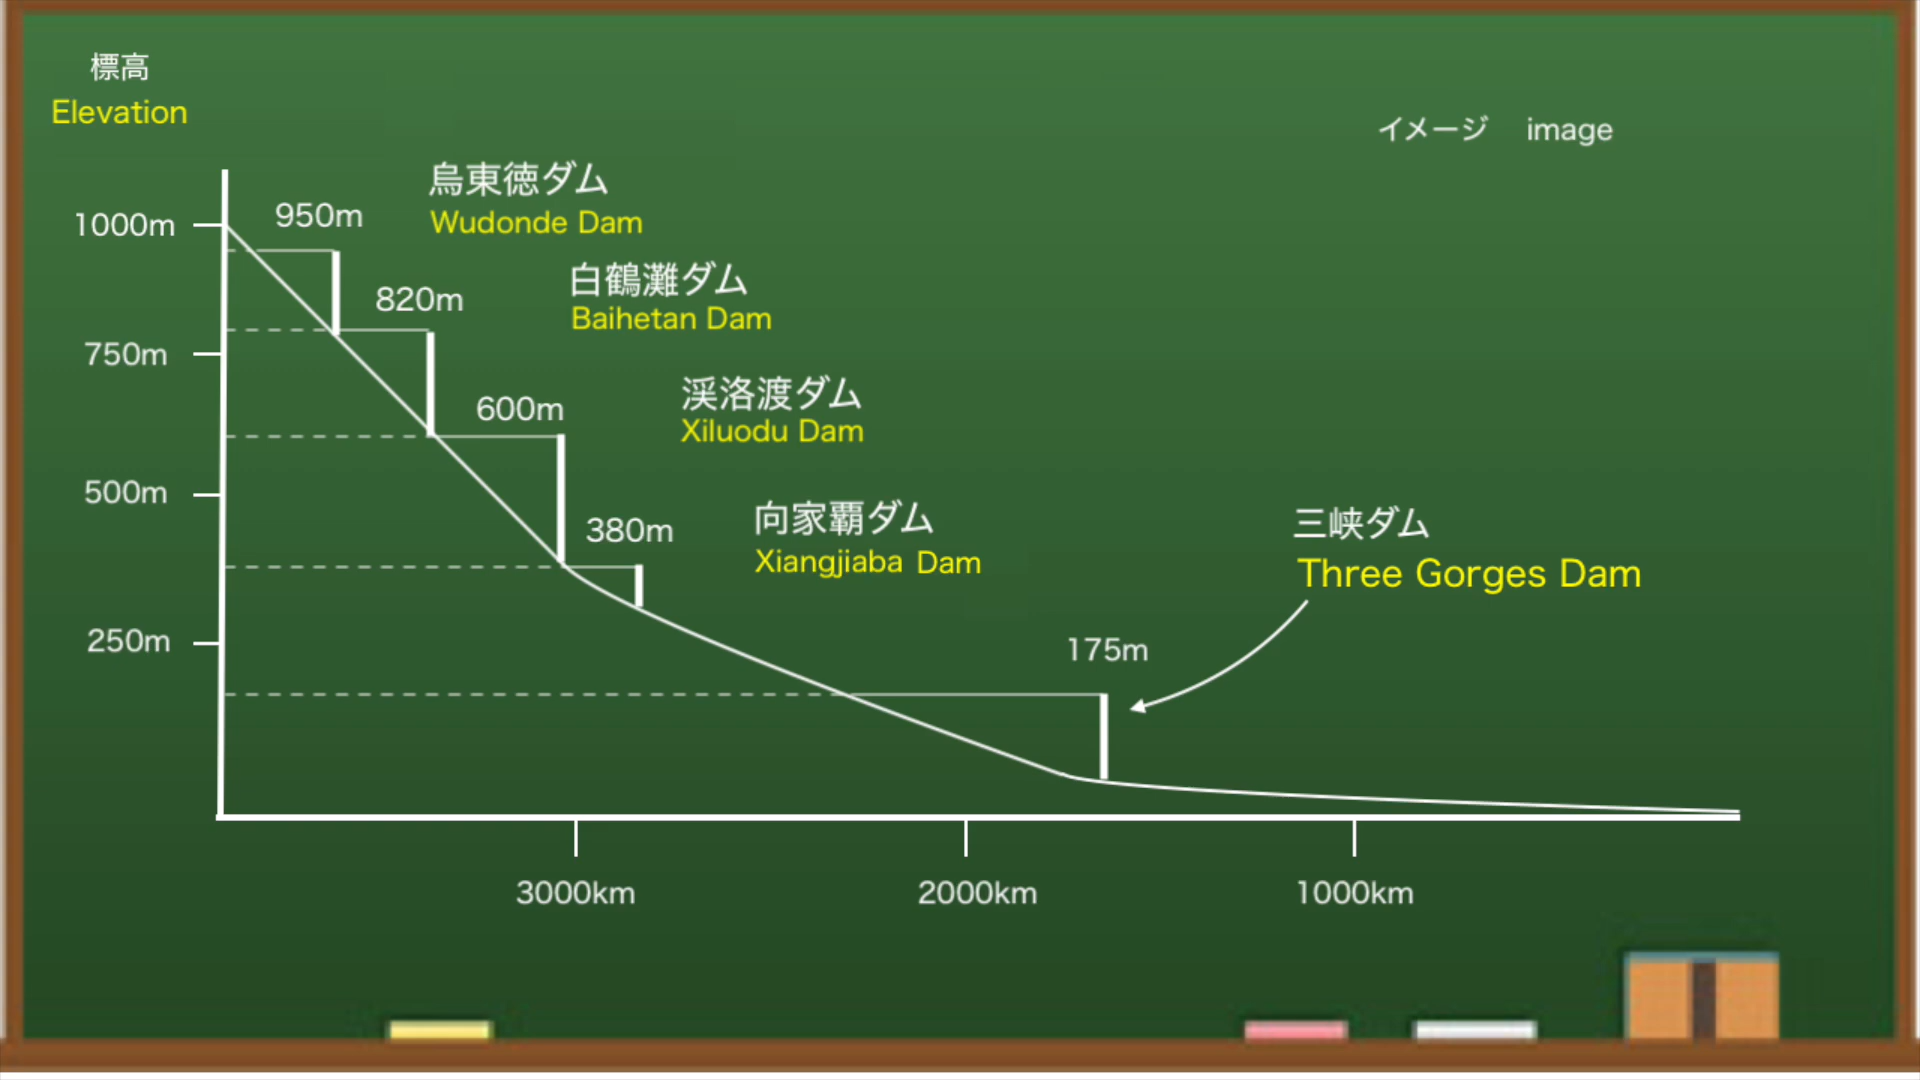 標高
Elevation
イメージ image
1000m
750m
500m
250m
950m
烏東徳ダム
Wudonde Dam
820m
白鶴灘ダム
Baihetan Dam
600m
渓洛渡ダム
Xiluodu Dam
380m
向家覇ダム
Xiangjiaba Dam
三峡ダム
Three Gorges Dam
175m
3000km
2000km
1000km